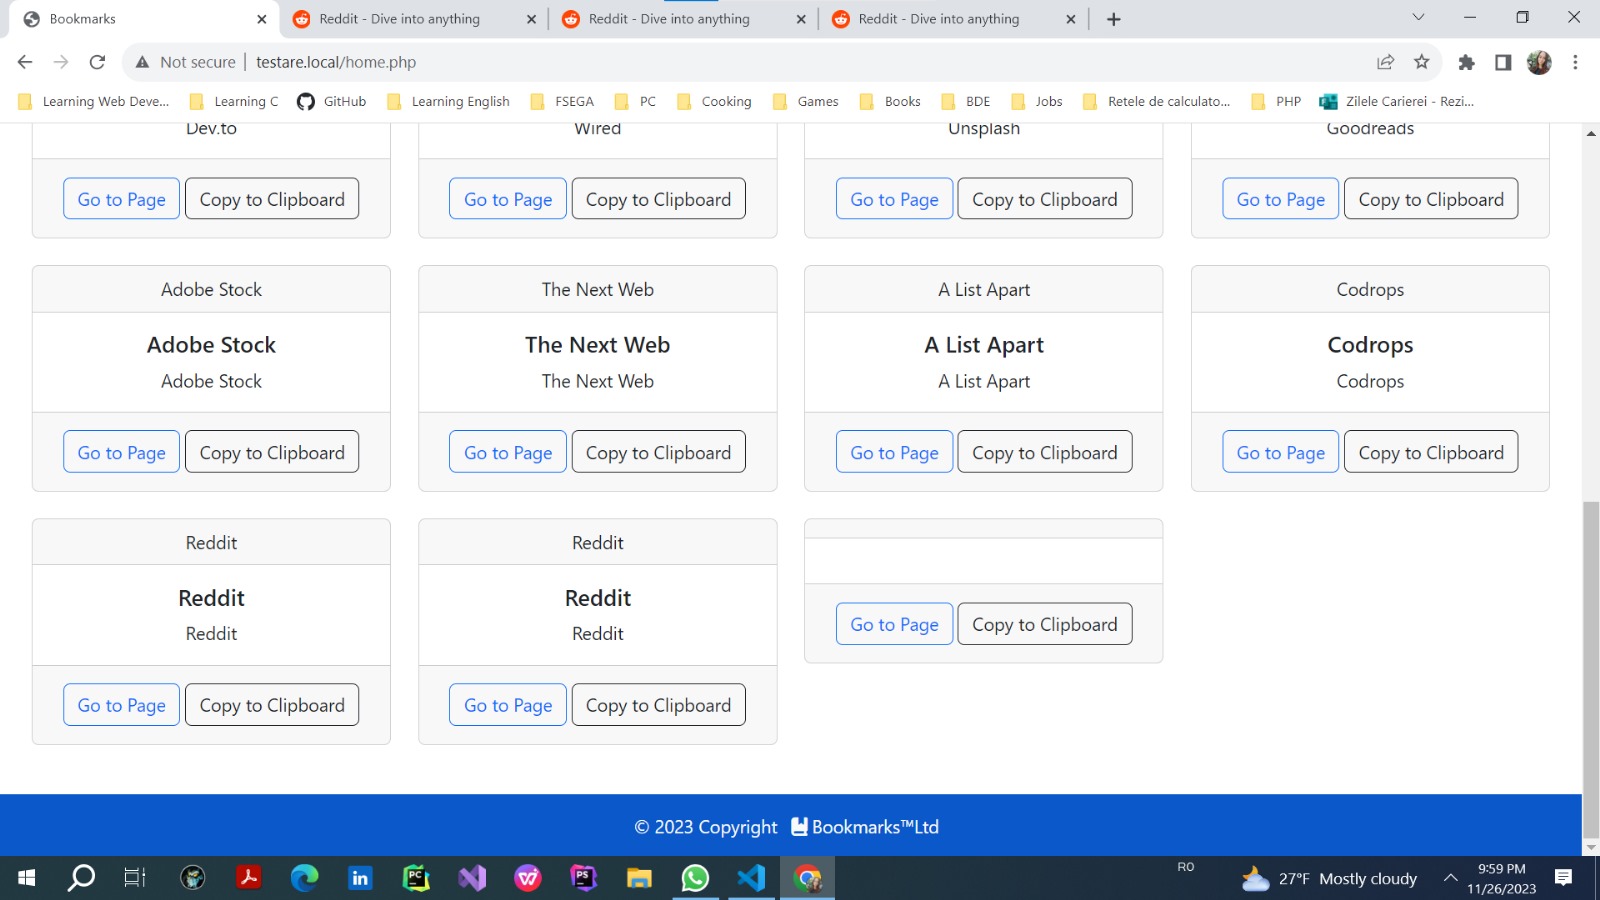 Bookmarks
Reddit - Dive into anything
Reddit - Dive into anything
Reddit - Dive into anything
Not secure
testare.local/home.php
Learning Web Deve...
Learning C
GitHub
Learning English
FSEGA
PC
Cooking
Games
Books
BDE
Jobs
Retele de calculato...
PHP
Zilele Carierei - Rezi...
Dev.to
Wired
Unsplash
Goodreads
Go to Page Copy to Clipboard
Go to Page Copy to Clipboard
Go to Page Copy to Clipboard
Go to Page Copy to Clipboard
Adobe Stock
Adobe Stock
Adobe Stock
Go to Page Copy to Clipboard
The Next Web
The Next Web
The Next Web
Go to Page Copy to Clipboard
A List Apart
A List Apart
A List Apart
Go to Page Copy to Clipboard
Codrops
Codrops
Codrops
Go to Page Copy to Clipboard
Reddit
Reddit
Reddit
Go to Page Copy to Clipboard
Reddit
Reddit
Reddit
Go to Page Copy to Clipboard
Go to Page Copy to Clipboard
© 2023 Copyright Bookmarks™Ltd
RO
27°F Mostly cloudy
9:59 PM
11/26/2023